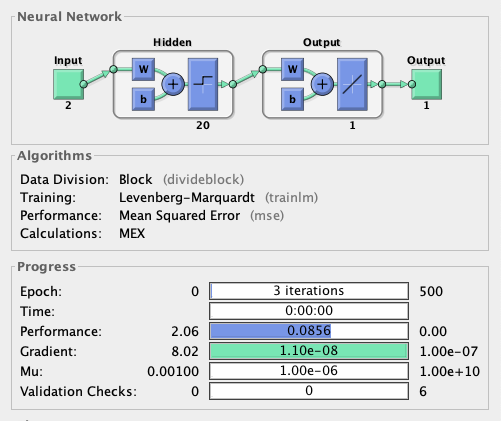 Neural Network
Hidden Output
Input Output
W W
b b
2 1
20 1
Algorithms
Data Division: Block (divideblock)
Training: Levenberg-Marquardt (trainlm)
Performance: Mean Squared Error (mse)
Calculations: MEX
Progress
Epoch: 0 3 iterations 500
Time: 0:00:00
Performance: 2.06 0.0856 0.00
Gradient: 8.02 1.10e-08 1.00e-07
Mu: 0.00100 1.00e-06 1.00e+10
Validation Checks: 0 0 6